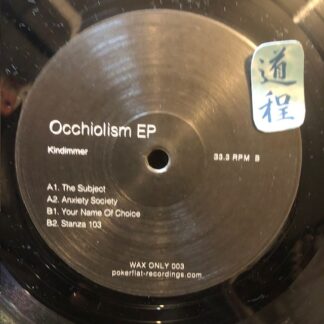 道
程
Occhiolism EP
Kindimmer
33.3 RPM B
A1. The Subject
A2. Anxiety Society
B1. Your Name Of Choice
B2. Stanza 103
WAX ONLY 003
pokerflat-recordings.com